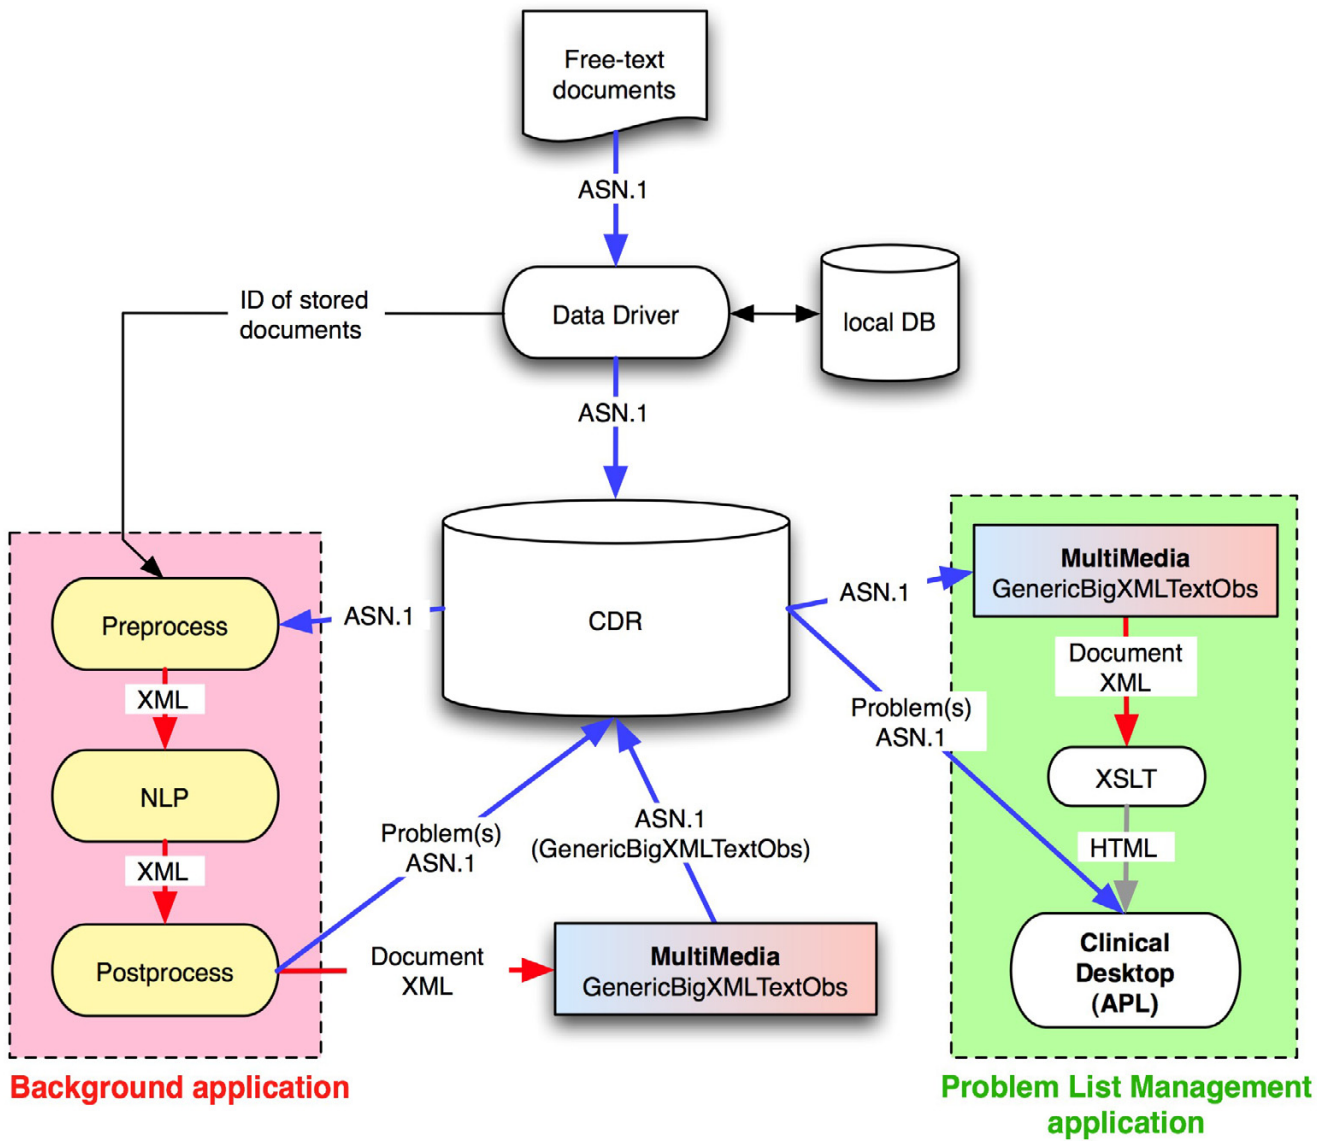 Free-text
documents
ASN.1
ID of stored
documents
Data Driver
local DB
ASN.1
CDR
ASN.1
Preprocess
XML
NLP
XML
Postprocess
Problem(s)
ASN.1
Document
XML
ASN.1
(GenericBigXMLTextObs)
MultiMedia
GenericBigXMLTextObs
ASN.1
MultiMedia
GenericBigXMLTextObs
Document
XML
Problem(s)
ASN.1
XSLT
HTML
Clinical
Desktop
(APL)
Background application
Problem List Management
application